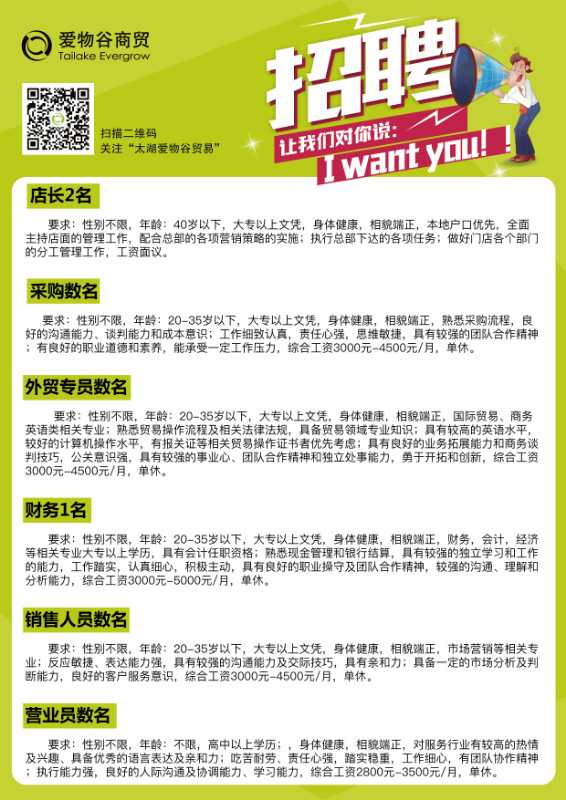 爱物谷商贸
Tailake Evergrow
招聘
让我们对你说：
I want you！！
扫描二维码
关注“太湖爱物谷贸易”
店长2名
要求：性别不限，年龄：40岁以下，大专以上文凭，身体健康，相貌端正，本地户口优先，全面
主持店面的管理工作，配合总部的各项营销策略的实施；执行总部下达的各项任务；做好门店各个部门
的分工管理工作，工资面议。
采购数名
要求：性别不限，年龄：20-35岁以下，大专以上文凭，身体健康，相貌端正，熟悉采购流程，良
好的沟通能力、谈判能力和成本意识；工作细致认真，责任心强，思维敏捷，具有较强的团队合作精神
；有良好的职业道德和素养，能承受一定工作压力，综合工资3000元-4500元/月，单休。
外贸专员数名
要求：性别不限，年龄：20-35岁以下，大专以上文凭，身体健康，相貌端正，国际贸易、商务
英语类相关专业；熟悉贸易操作流程及相关法律法规，具备贸易领域专业知识；具有较高的英语水平，
较好的计算机操作水平，有报关证等相关贸易操作证书者优先考虑；具有良好的业务拓展能力和商务谈
判技巧，公关意识强，具有较强的事业心、团队合作精神和独立处事能力，勇于开拓和创新，综合工资
3000元-4500元/月，单休。
财务1名
要求：性别不限，年龄：20-35岁以下，大专以上文凭，身体健康，相貌端正，财务，会计，经济
等相关专业大专以上学历，具有会计任职资格；熟悉现金管理和银行结算，具有较强的独立学习和工作
的能力，工作踏实，认真细心，积极主动，具有良好的职业操守及团队合作精神，较强的沟通、理解和
分析能力，综合工资3000元-5000元/月，单休。
销售人员数名
要求：性别不限，年龄：20-35岁以下，大专以上文凭，身体健康，相貌端正，市场营销等相关专
业；反应敏捷、表达能力强，具有较强的沟通能力及交际技巧，具有亲和力；具备一定的市场分析及判
断能力，良好的客户服务意识，综合工资3000元-4500元/月，单休。
营业员数名
要求：性别不限，年龄：不限，高中以上学历；，身体健康，相貌端正，对服务行业有较高的热情
及兴趣、具备优秀的语言表达及亲和力；吃苦耐劳、责任心强，踏实稳重，工作细心，有团队协作精神
；执行能力强，良好的人际沟通及协调能力、学习能力，综合工资2800元-3500元/月，单休。